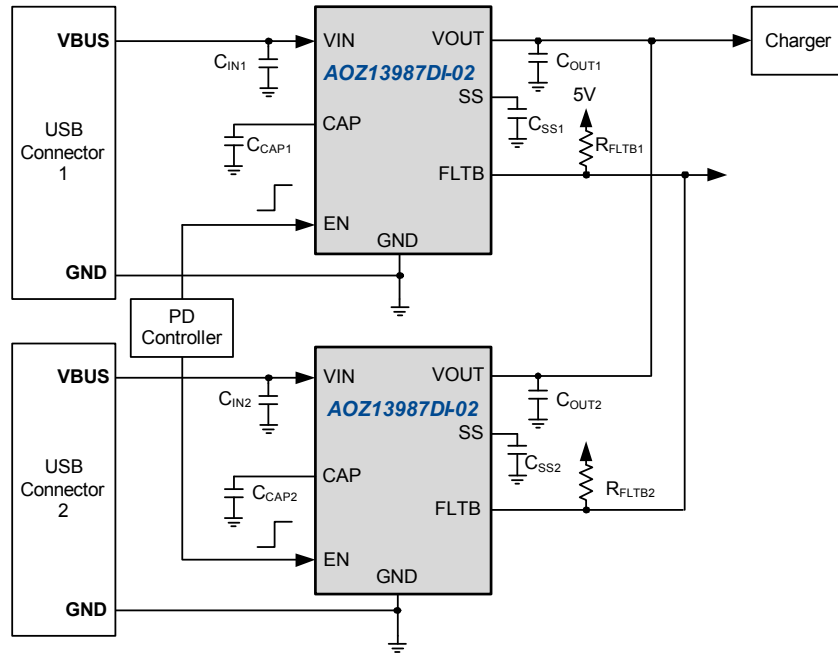 VBUS
USB
Connector
1
GND
CIN1
CCAP1
VIN
VOUT
AOZ13987DI-02
SS
CAP
FLTB
EN
GND
COUT1
CSS1
5V
RFLTB1
Charger
PD
Controller
VBUS
USB
Connector
2
GND
CIN2
CCAP2
VIN
VOUT
AOZ13987DI-02
SS
CAP
FLTB
EN
GND
COUT2
CSS2
RFLTB2